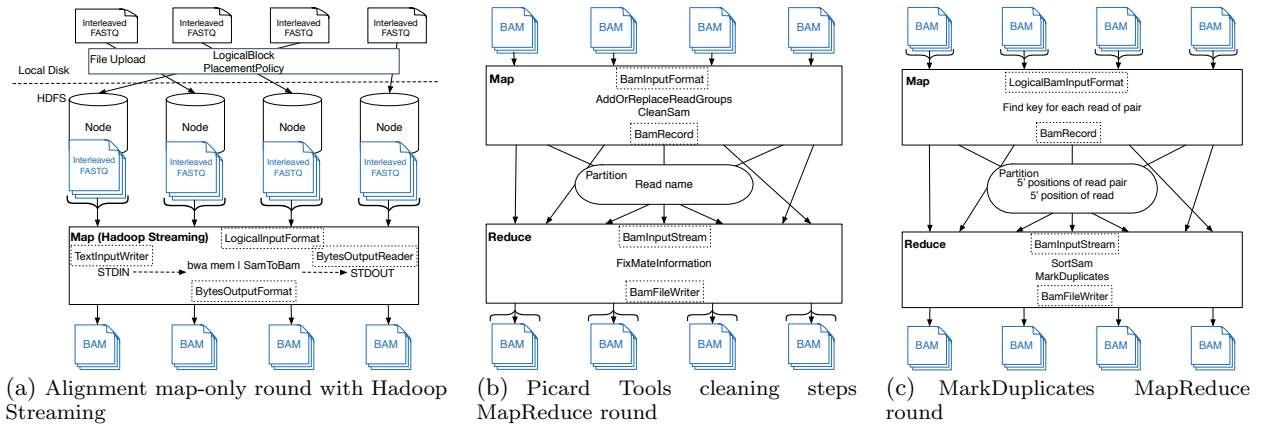 Interleaved
FASTQ
Interleaved
FASTQ
Interleaved
FASTQ
Interleaved
FASTQ
File Upload
LogicalBlock
PlacementPolicy
Local Disk
HDFS
Node
Node
Node
Node
Interleaved
FASTQ
Interleaved
FASTQ
Interleaved
FASTQ
Interleaved
FASTQ
Map (Hadoop Streaming)
LogicalInputFormat
TextInputWriter
BytesOutputReader
STDIN
bwa mem | SamToBam
STDOUT
BytesOutputFormat
BAM
BAM
BAM
BAM
(a) Alignment map-only round with Hadoop
Streaming
BAM
BAM
BAM
BAM
Map
BamInputFormat
AddOrReplaceReadGroups
CleanSam
BamRecord
Partition
Read name
Reduce
BamInputStream
FixMateInformation
BamFileWriter
BAM
BAM
BAM
BAM
(b) Picard Tools cleaning steps
MapReduce round
BAM
BAM
BAM
BAM
Map
LogicalBamInputFormat
Find key for each read of pair
BamRecord
Partition
5' positions of read pair
5' position of read
Reduce
BamInputStream
SortSam
MarkDuplicates
BamFileWriter
BAM
BAM
BAM
BAM
(c) MarkDuplicates MapReduce
round